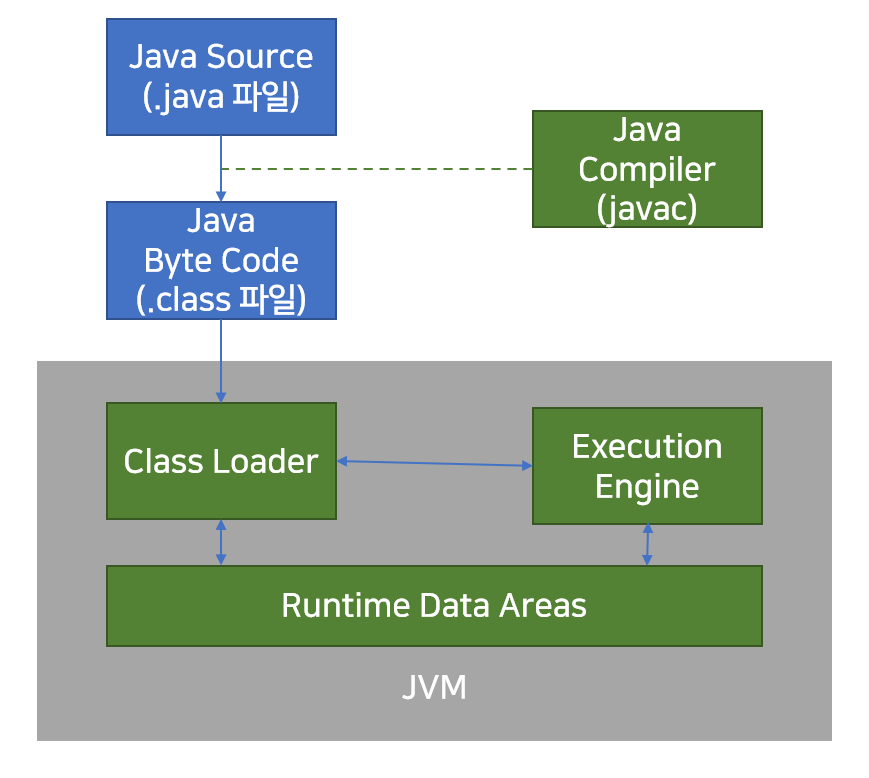 Java Source
(.java 파일)
Java
Compiler
(javac)
Java
Byte Code
(.class 파일)
Class Loader
Execution
Engine
Runtime Data Areas
JVM